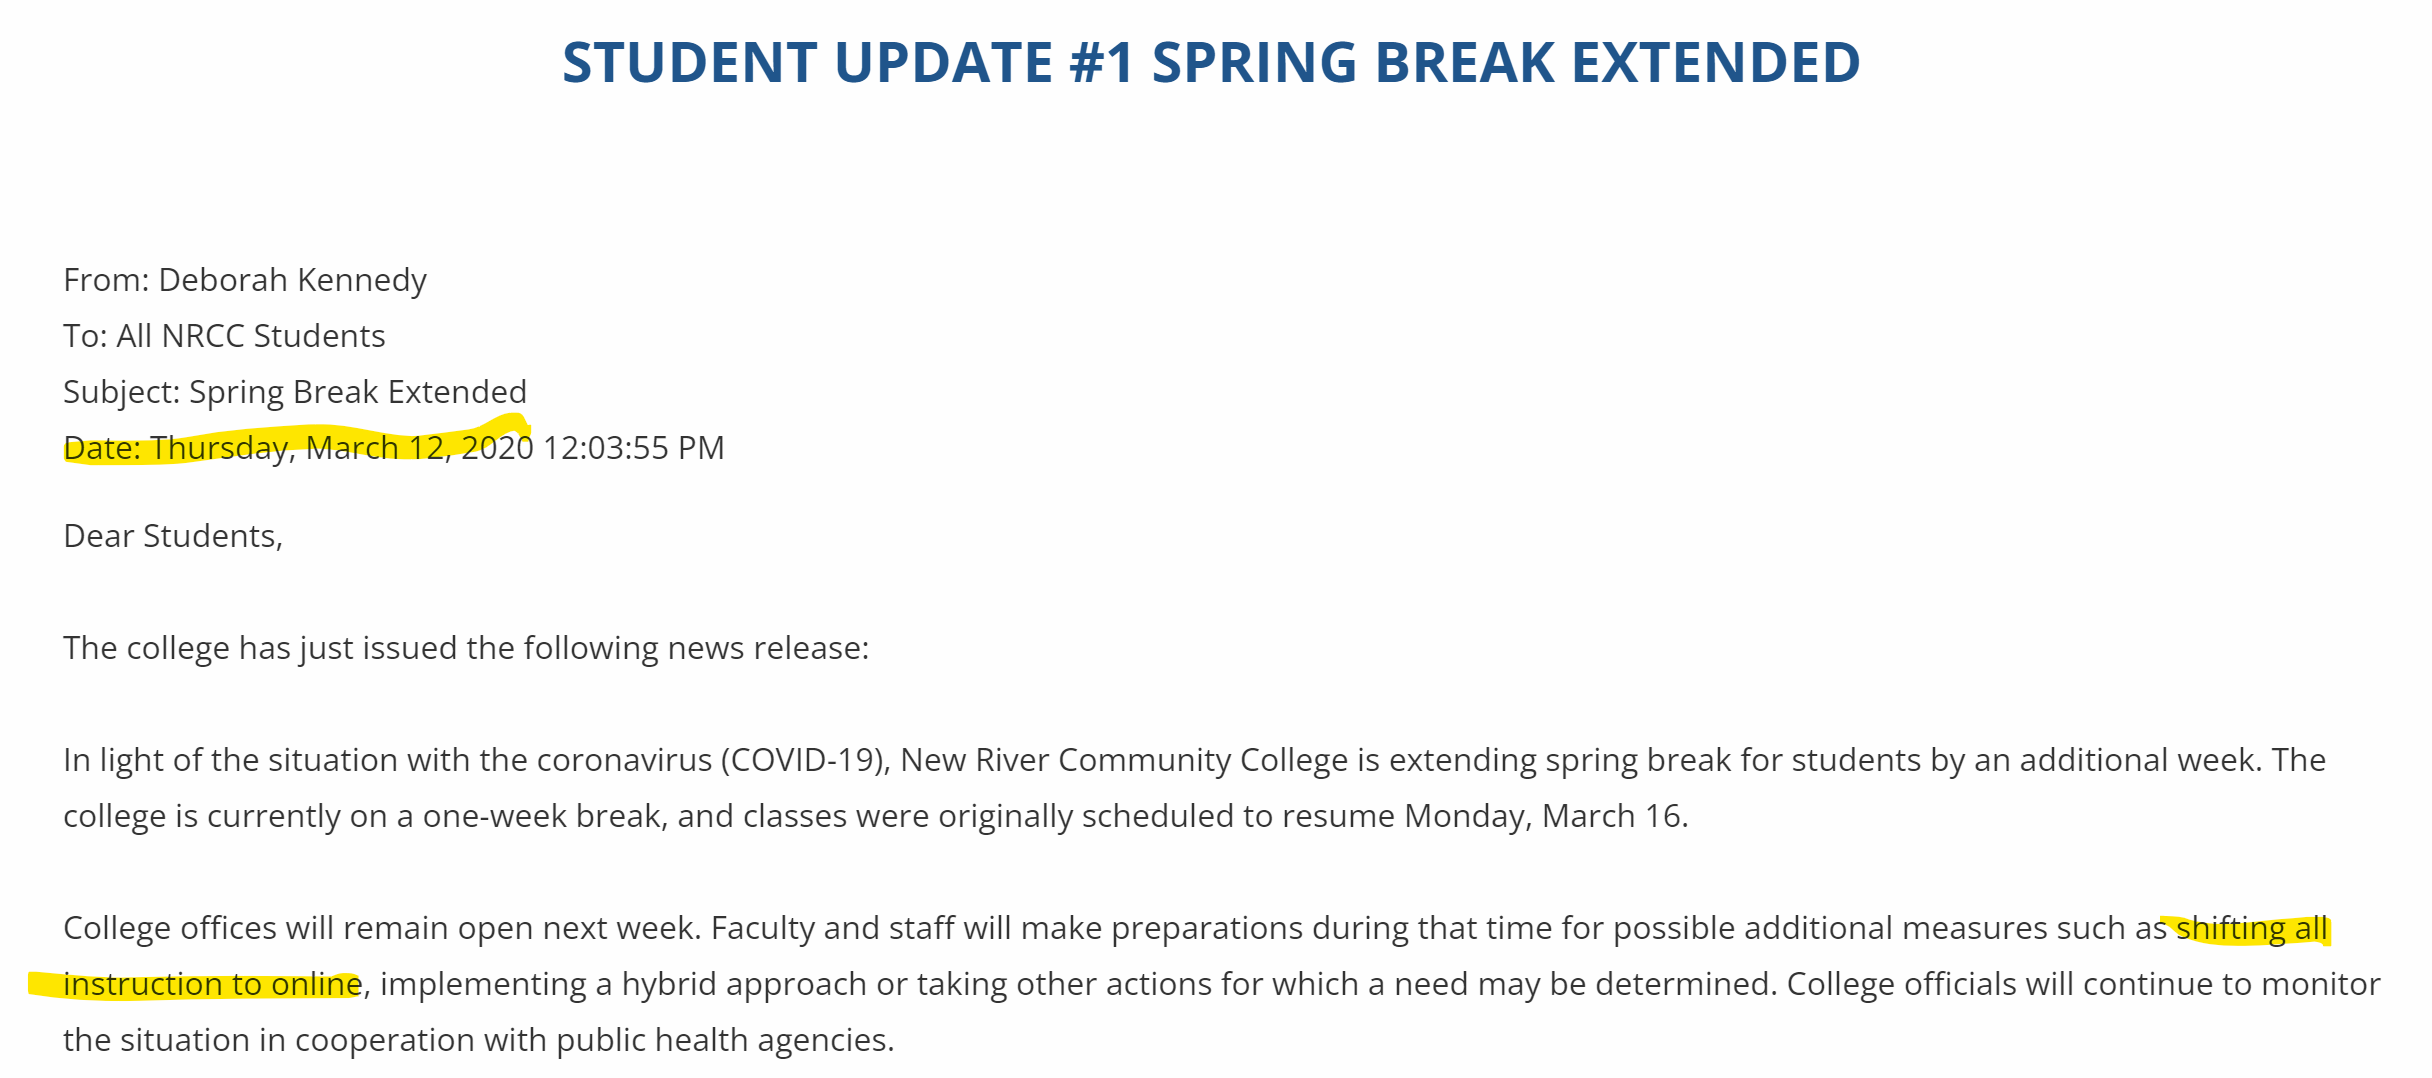 STUDENT UPDATE #1 SPRING BREAK EXTENDED
From: Deborah Kennedy
To: All NRCC Students
Subject: Spring Break Extended
Date: Thursday, March 12, 2020 12:03:55 PM
Dear Students,
The college has just issued the following news release:
In light of the situation with the coronavirus (COVID-19), New River Community College is extending spring break for students by an additional week. The
college is currently on a one-week break, and classes were originally scheduled to resume Monday, March 16.
College offices will remain open next week. Faculty and staff will make preparations during that time for possible additional measures such as shifting all
instruction to online, implementing a hybrid approach or taking other actions for which a need may be determined. College officials will continue to monitor
the situation in cooperation with public health agencies.